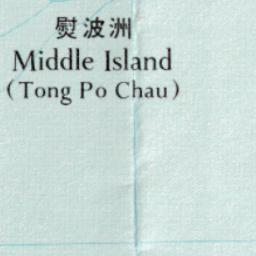 熨波洲
Middle Island
(Tong Po Chau)